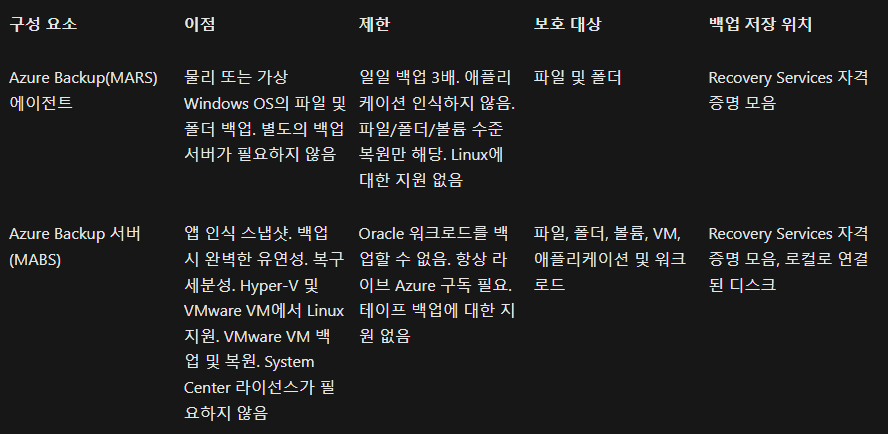 구성 요소
이점
제한
보호 대상
백업 저장 위치
Azure Backup(MARS)
에이전트
물리 또는 가상
Windows OS의 파일 및
폴더 백업. 별도의 백업
서버가 필요하지 않음
일일 백업 3배. 애플리
케이션 인식하지 않음.
파일/폴더/볼륨 수준
복원만 해당. Linux에
대한 지원 없음
파일 및 폴더
Recovery Services 자격
증명 모음
Azure Backup 서버
(MABS)
앱 인식 스냅샷. 백업
시 완벽한 유연성. 복구
세분성. Hyper-V 및
VMware VM에서 Linux
지원. VMware VM 백
업 및 복원. System
Center 라이선스가 필
요하지 않음
Oracle 워크로드를 백
업할 수 없음. 항상 라
이브 Azure 구독 필요.
테이프 백업에 대한 지
원 없음
파일, 폴더, 볼륨, VM,
애플리케이션 및 워크
로드
Recovery Services 자격
증명 모음, 로컬로 연결
된 디스크